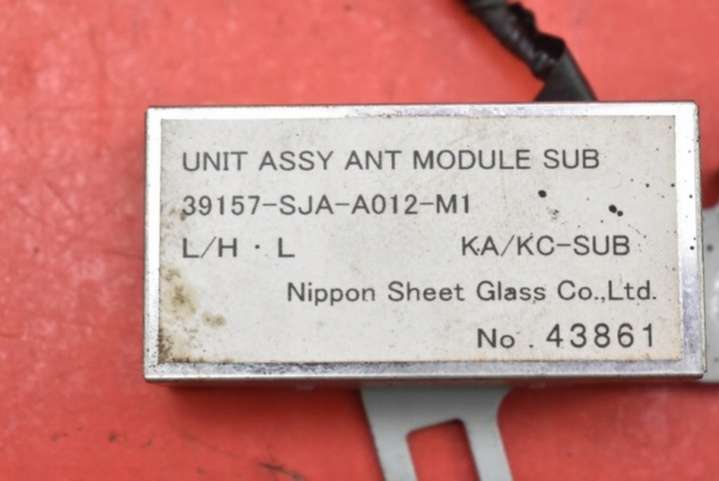 UNIT ASSY ANT MODULE SUB
39157-SJA-A012-M1
L/H · L KA/KC-SUB
Nippon Sheet Glass Co.,Ltd.
No . 43861